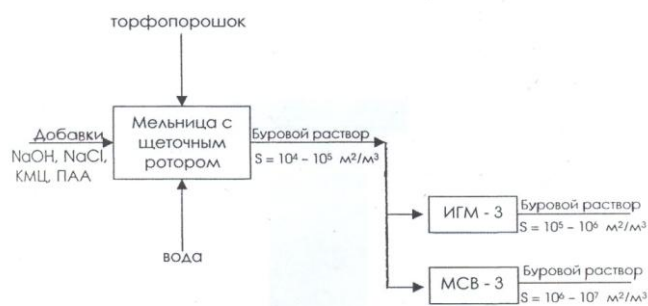 торфопорошок
Добавки
NaOH, NaCl,
КМЦ, ПАА
Мельница с
щеточным
ротором
Буровой раствор
S = 10⁴ – 10⁵ м²/м³
вода
ИГМ - 3
Буровой раствор
S = 10⁵ – 10⁶ м²/м³
МСВ - 3
Буровой раствор
S = 10⁶ – 10⁷ м²/м³